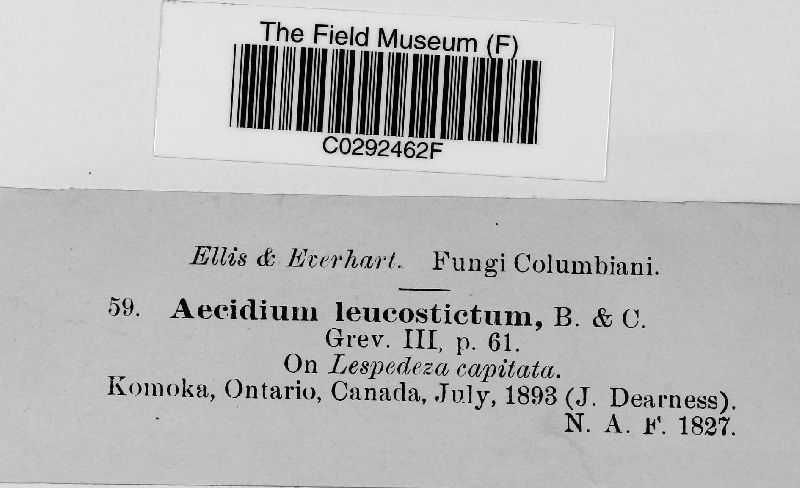 The Field Museum (F)
C0292462F
Ellis & Everhart. Fungi Columbiani.
59. Aecidium leucostictum, B. & C.
Grev. III, p. 61.
On Lespedeza capitata.
Komoka, Ontario, Canada, July, 1893 (J. Dearness).
N. A. F. 1827.